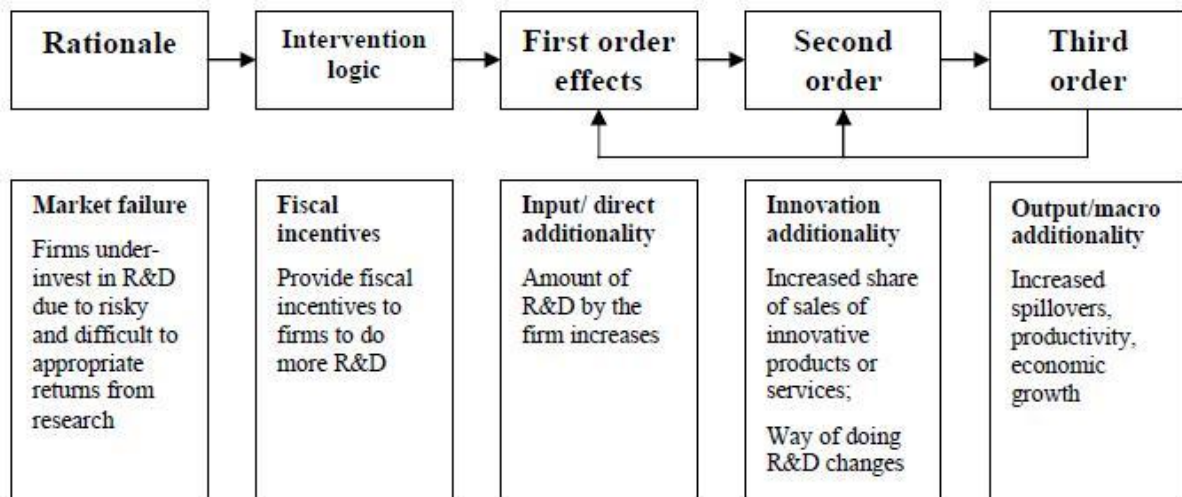 Rationale
Intervention
logic
First order
effects
Second
order
Third
order
Market failure
Firms under-
invest in R&D
due to risky
and difficult to
appropriate
returns from
research
Fiscal
incentives
Provide fiscal
incentives to
firms to do
more R&D
Input/ direct
additionality
Amount of
R&D by the
firm increases
Innovation
additionality
Increased share
of sales of
innovative
products or
services;
Way of doing
R&D changes
Output/macro
additionality
Increased
spillovers,
productivity,
economic
growth